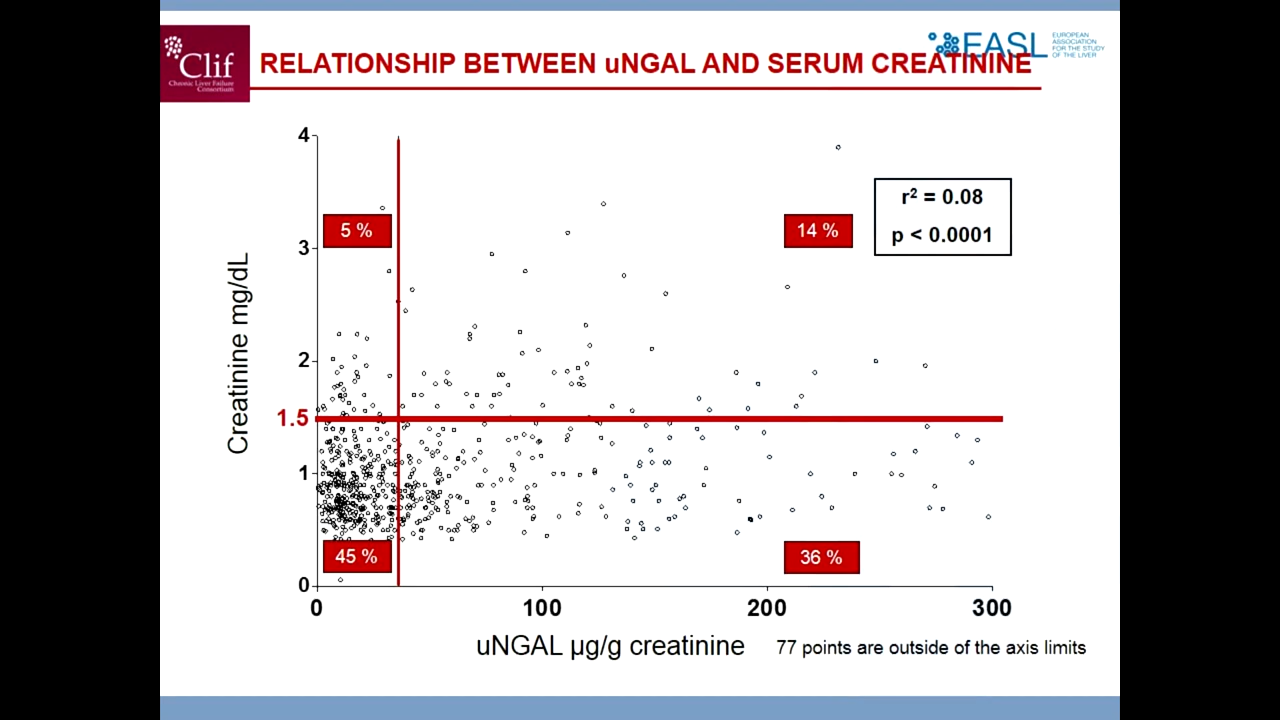 Clif
Chronic Liver Failure
Consortium
RELATIONSHIP BETWEEN uNGAL AND SERUM CREATININE
EASL
EUROPEAN
ASSOCIATION
FOR THE STUDY
OF THE LIVER
4
3
2
1.5
1
0
Creatinine mg/dL
5 %
14 %
r² = 0.08
p < 0.0001
45 %
36 %
0
100
200
300
uNGAL µg/g creatinine
77 points are outside of the axis limits